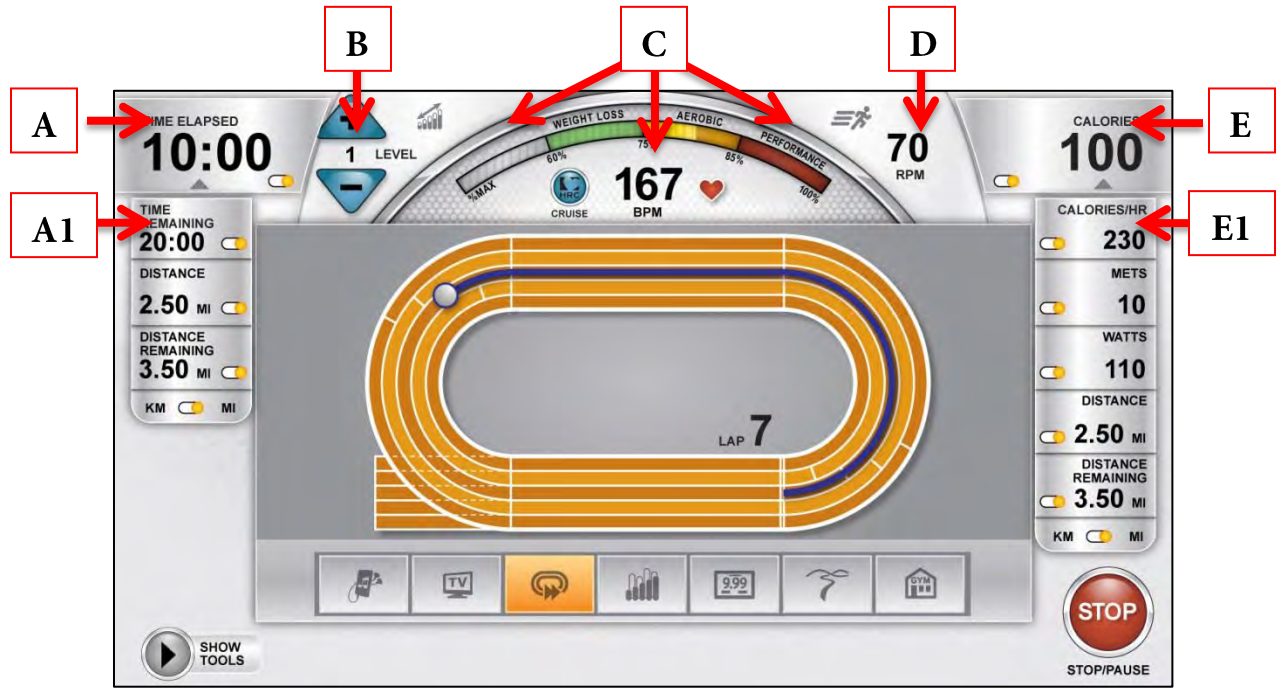 A
B
C
D
E
A1
E1
TIME ELAPSED
10:00
1 LEVEL
%MAX
60%
WEIGHT LOSS
75%
AEROBIC
85%
PERFORMANCE
100%
HRC
CRUISE
167
BPM
70
RPM
CALORIES
100
TIME
REMAINING
20:00
DISTANCE
2.50 MI
DISTANCE
REMAINING
3.50 MI
KM MI
CALORIES/HR
230
METS
10
WATTS
110
DISTANCE
2.50 MI
DISTANCE
REMAINING
3.50 MI
KM MI
LAP 7
TV
9.99
GYM
SHOW
TOOLS
STOP
STOP/PAUSE